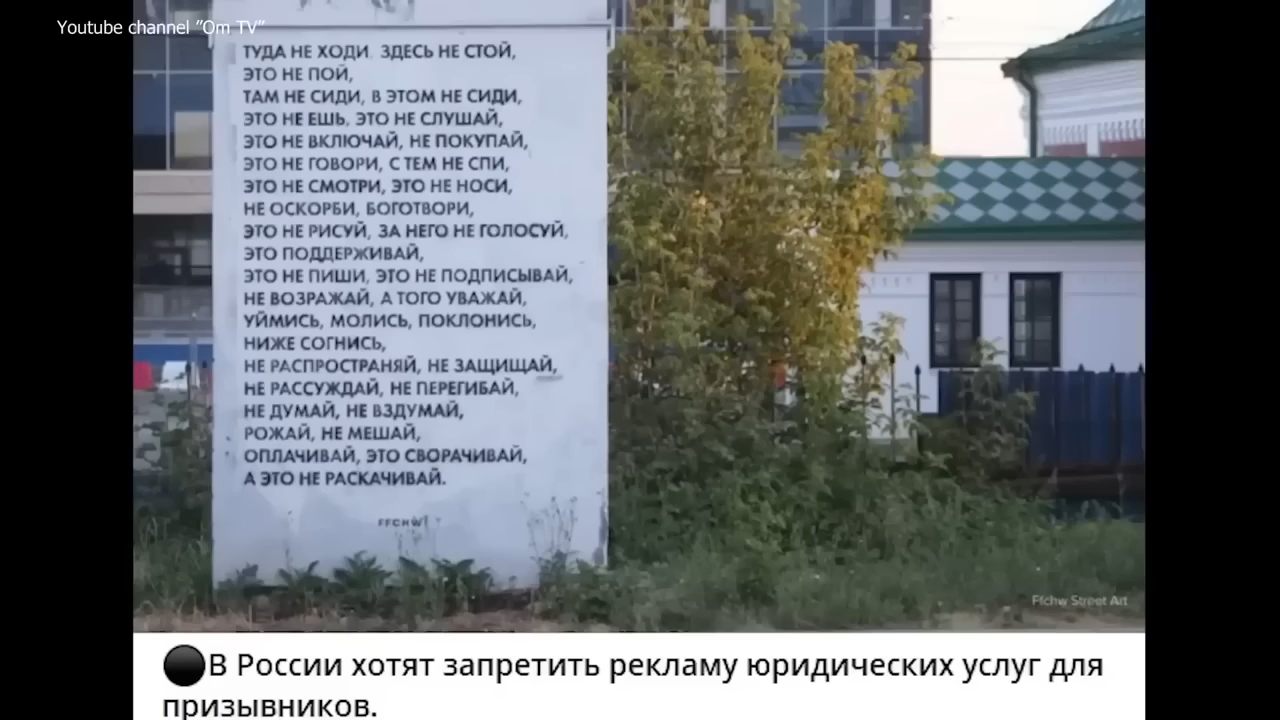 Youtube channel "Om TV"
ТУДА НЕ ХОДИ. ЗДЕСЬ НЕ СТОЙ,
ЭТО НЕ ПОЙ,
ТАМ НЕ СИДИ, В ЭТОМ НЕ СИДИ,
ЭТО НЕ ЕШЬ, ЭТО НЕ СЛУШАЙ,
ЭТО НЕ ВКЛЮЧАЙ, НЕ ПОКУПАЙ,
ЭТО НЕ ГОВОРИ, С ТЕМ НЕ СПИ,
ЭТО НЕ СМОТРИ, ЭТО НЕ НОСИ,
НЕ ОСКОРБИ, БОГОТВОРИ,
ЭТО НЕ РИСУЙ, ЗА НЕГО НЕ ГОЛОСУЙ,
ЭТО ПОДДЕРЖИВАЙ,
ЭТО НЕ ПИШИ, ЭТО НЕ ПОДПИСЫВАЙ,
НЕ ВОЗРАЖАЙ, А ТОГО УВАЖАЙ,
УЙМИСЬ, МОЛИСЬ, ПОКЛОНИСЬ,
НИЖЕ СОГНИСЬ,
НЕ РАСПРОСТРАНЯЙ, НЕ ЗАЩИЩАЙ,
НЕ РАССУЖДАЙ, НЕ ПЕРЕГИБАЙ,
НЕ ДУМАЙ, НЕ ВЗДУМАЙ,
РОЖАЙ, НЕ МЕШАЙ,
ОПЛАЧИВАЙ, ЭТО СВОРАЧИВАЙ,
А ЭТО НЕ РАСКАЧИВАЙ.
FFCHW
Ffchw Street Art
В России хотят запретить рекламу юридических услуг для
призывников.